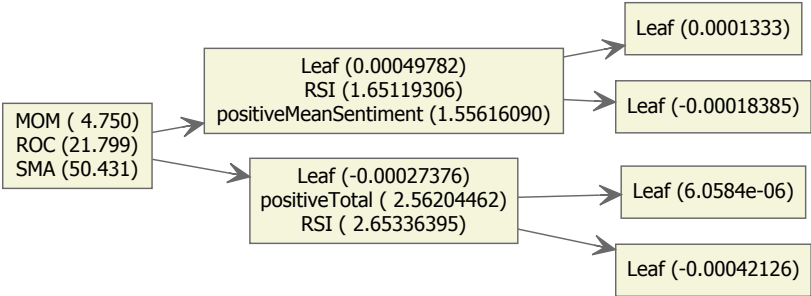 MOM ( 4.750)
ROC (21.799)
SMA (50.431)
Leaf (0.00049782)
RSI (1.65119306)
positiveMeanSentiment (1.55616090)
Leaf (-0.00027376)
positiveTotal ( 2.56204462)
RSI ( 2.65336395)
Leaf (0.0001333)
Leaf (-0.00018385)
Leaf (6.0584e-06)
Leaf (-0.00042126)